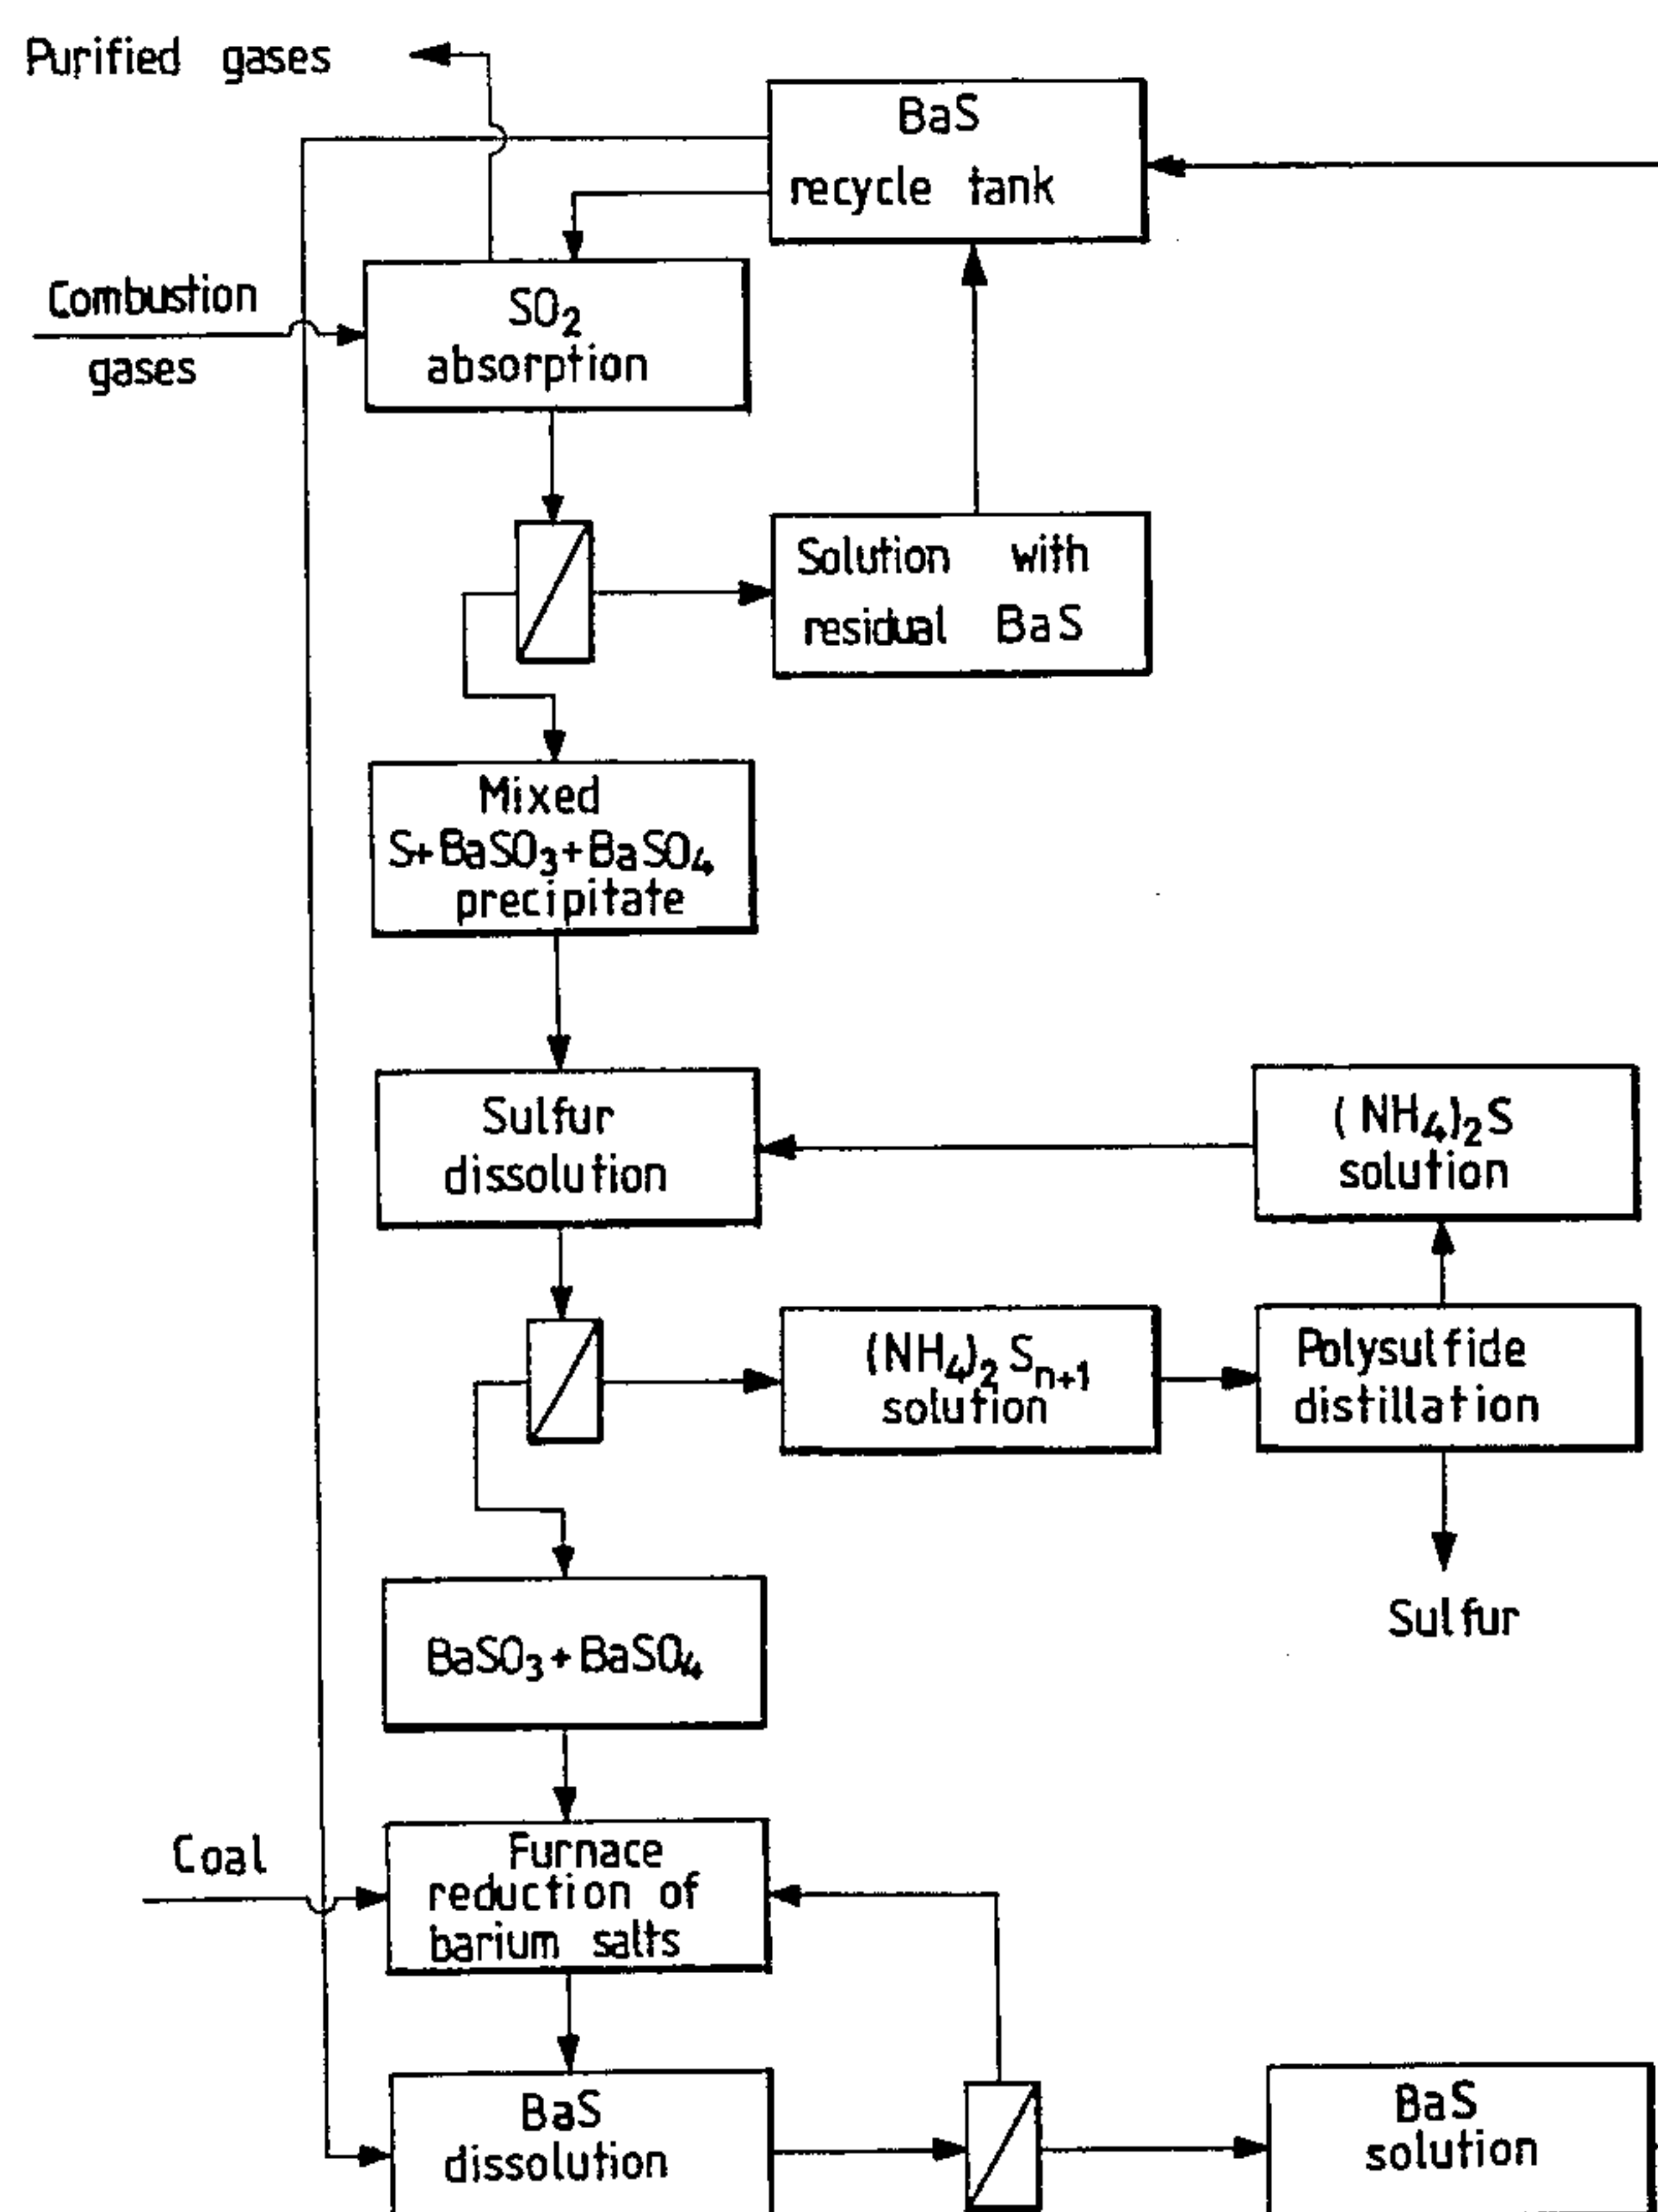 Purified gases
BaS
recycle tank
Combustion
gases
SO₂
absorption
Solution with
residual BaS
Mixed
S+BaSO₃+BaSO₄
precipitate
Sulfur
dissolution
(NH₄)₂S
solution
(NH₄)₂Sₙ₊₁
solution
Polysulfide
distillation
Sulfur
BaSO₃+BaSO₄
Coal
Furnace
reduction of
barium salts
BaS
dissolution
BaS
solution